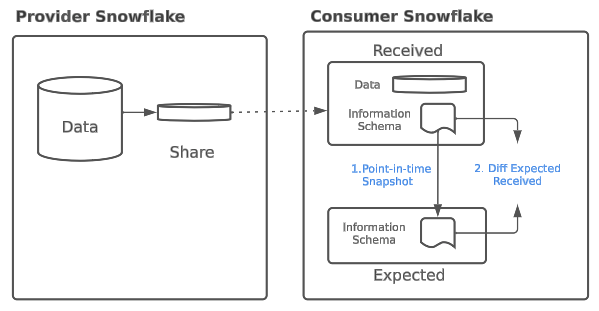 Provider Snowflake
Data
Share
Consumer Snowflake
Received
Data
Information
Schema
1.Point-in-time
Snapshot
2. Diff Expected
Received
Information
Schema
Expected